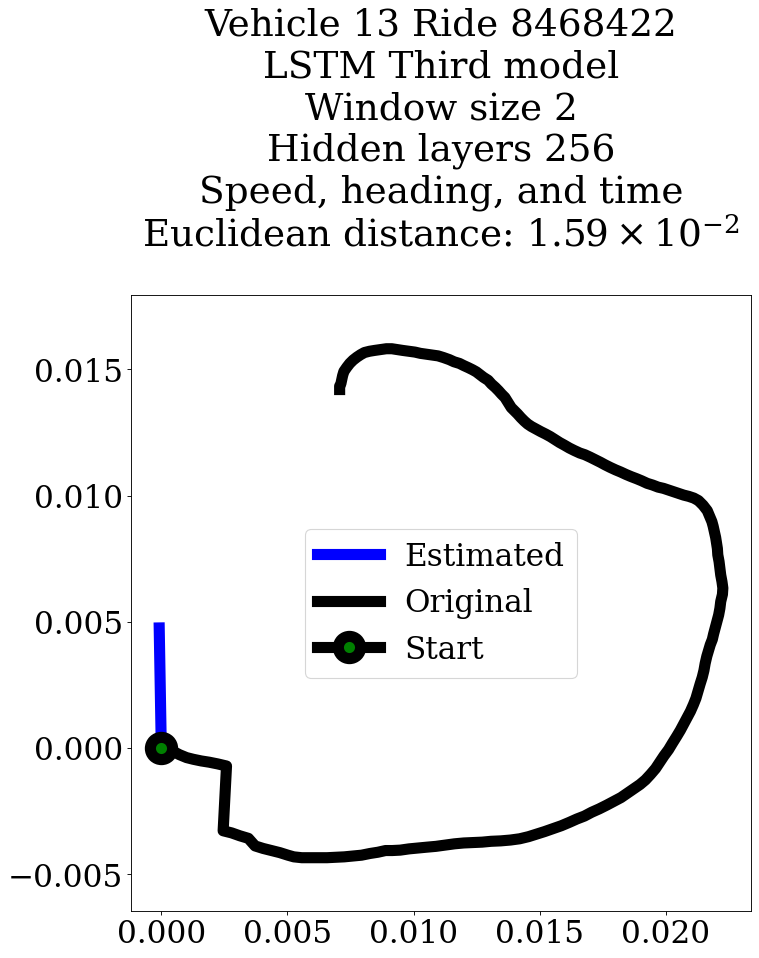 Vehicle 13 Ride 8468422
LSTM Third model
Window size 2
Hidden layers 256
Speed, heading, and time
Euclidean distance: 1.59 × 10⁻²
0.015
0.010
Estimated
Original
Start
0.005
0.000
−0.005
0.000 0.005 0.010 0.015 0.020